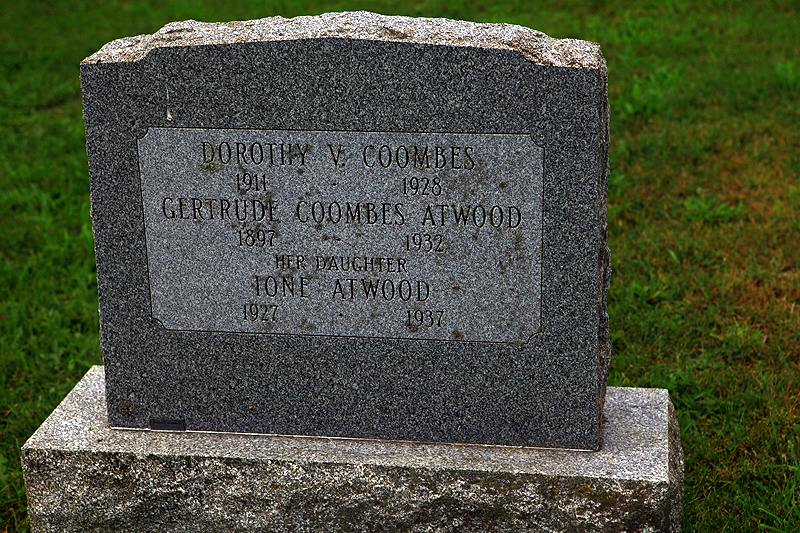 DOROTHY V. COOMBES
1911 - 1928
GERTRUDE COOMBES ATWOOD
1897 - 1932
HER DAUGHTER
IONE ATWOOD
1927 - 1937